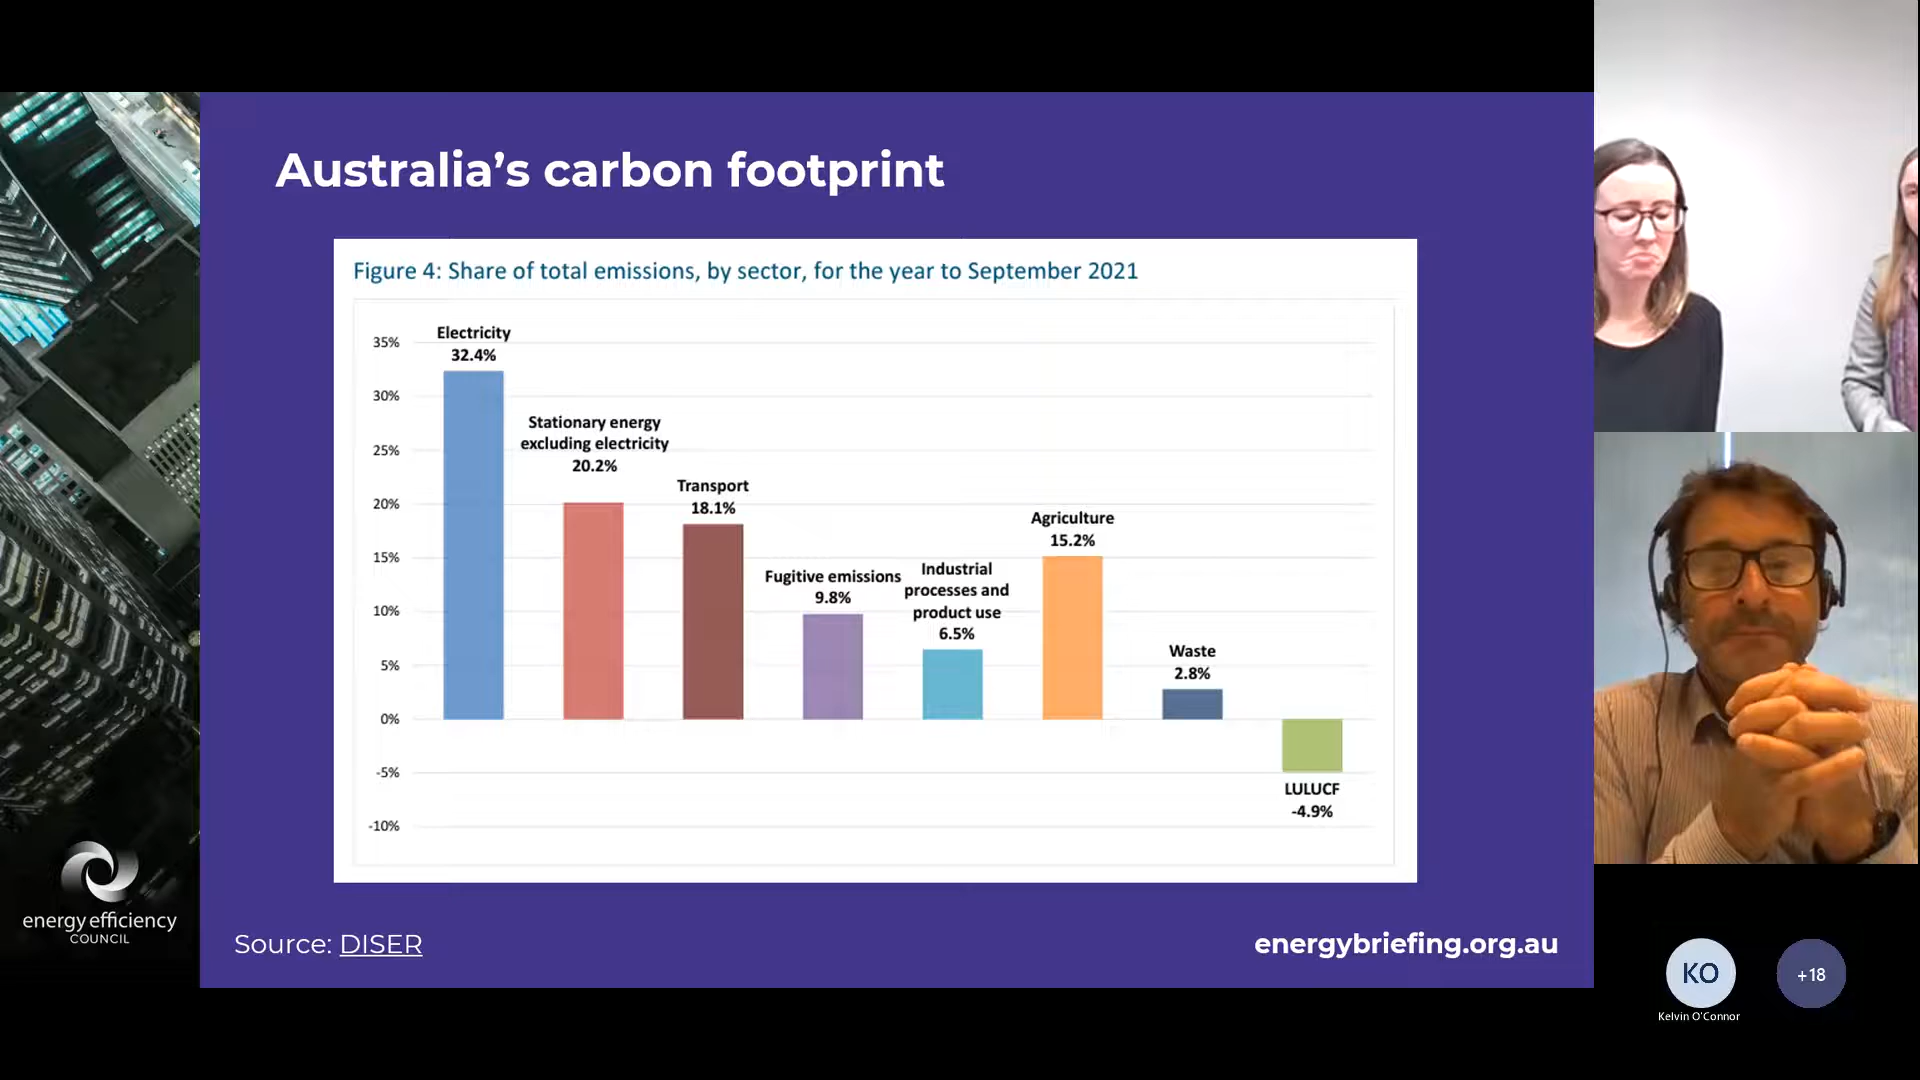 Australia’s carbon footprint
Figure 4: Share of total emissions, by sector, for the year to September 2021
35%
30%
25%
20%
15%
10%
5%
0%
-5%
-10%
Electricity
32.4%
Stationary energy
excluding electricity
20.2%
Transport
18.1%
Fugitive emissions
9.8%
Industrial
processes and
product use
6.5%
Agriculture
15.2%
Waste
2.8%
LULUCF
-4.9%
energy efficiency
COUNCIL
Source: DISER
energybriefing.org.au
KO
Kelvin O'Connor
+18